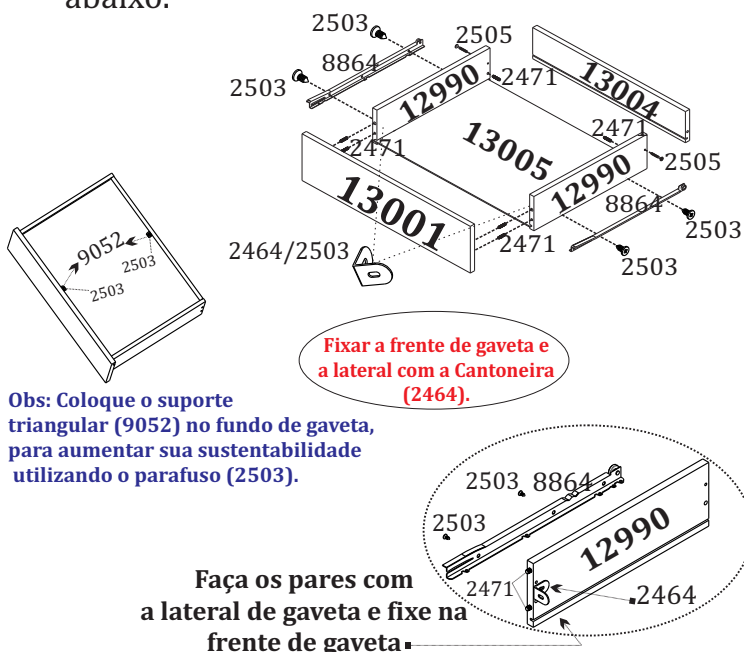 abaixo.
2503
2505
8864
2503
2471
12990
13004
2471
2471
13005
2505
12990
13001
8864
2503
2471
2503
2464/2503
9052
2503
2503
Fixar a frente de gaveta e
a lateral com a Cantoneira
(2464).
Obs: Coloque o suporte
triangular (9052) no fundo de gaveta,
para aumentar sua sustentabilidade
utilizando o parafuso (2503).
2503 8864
2503
12990
2471
2464
Faça os pares com
a lateral de gaveta e fixe na
frente de gaveta